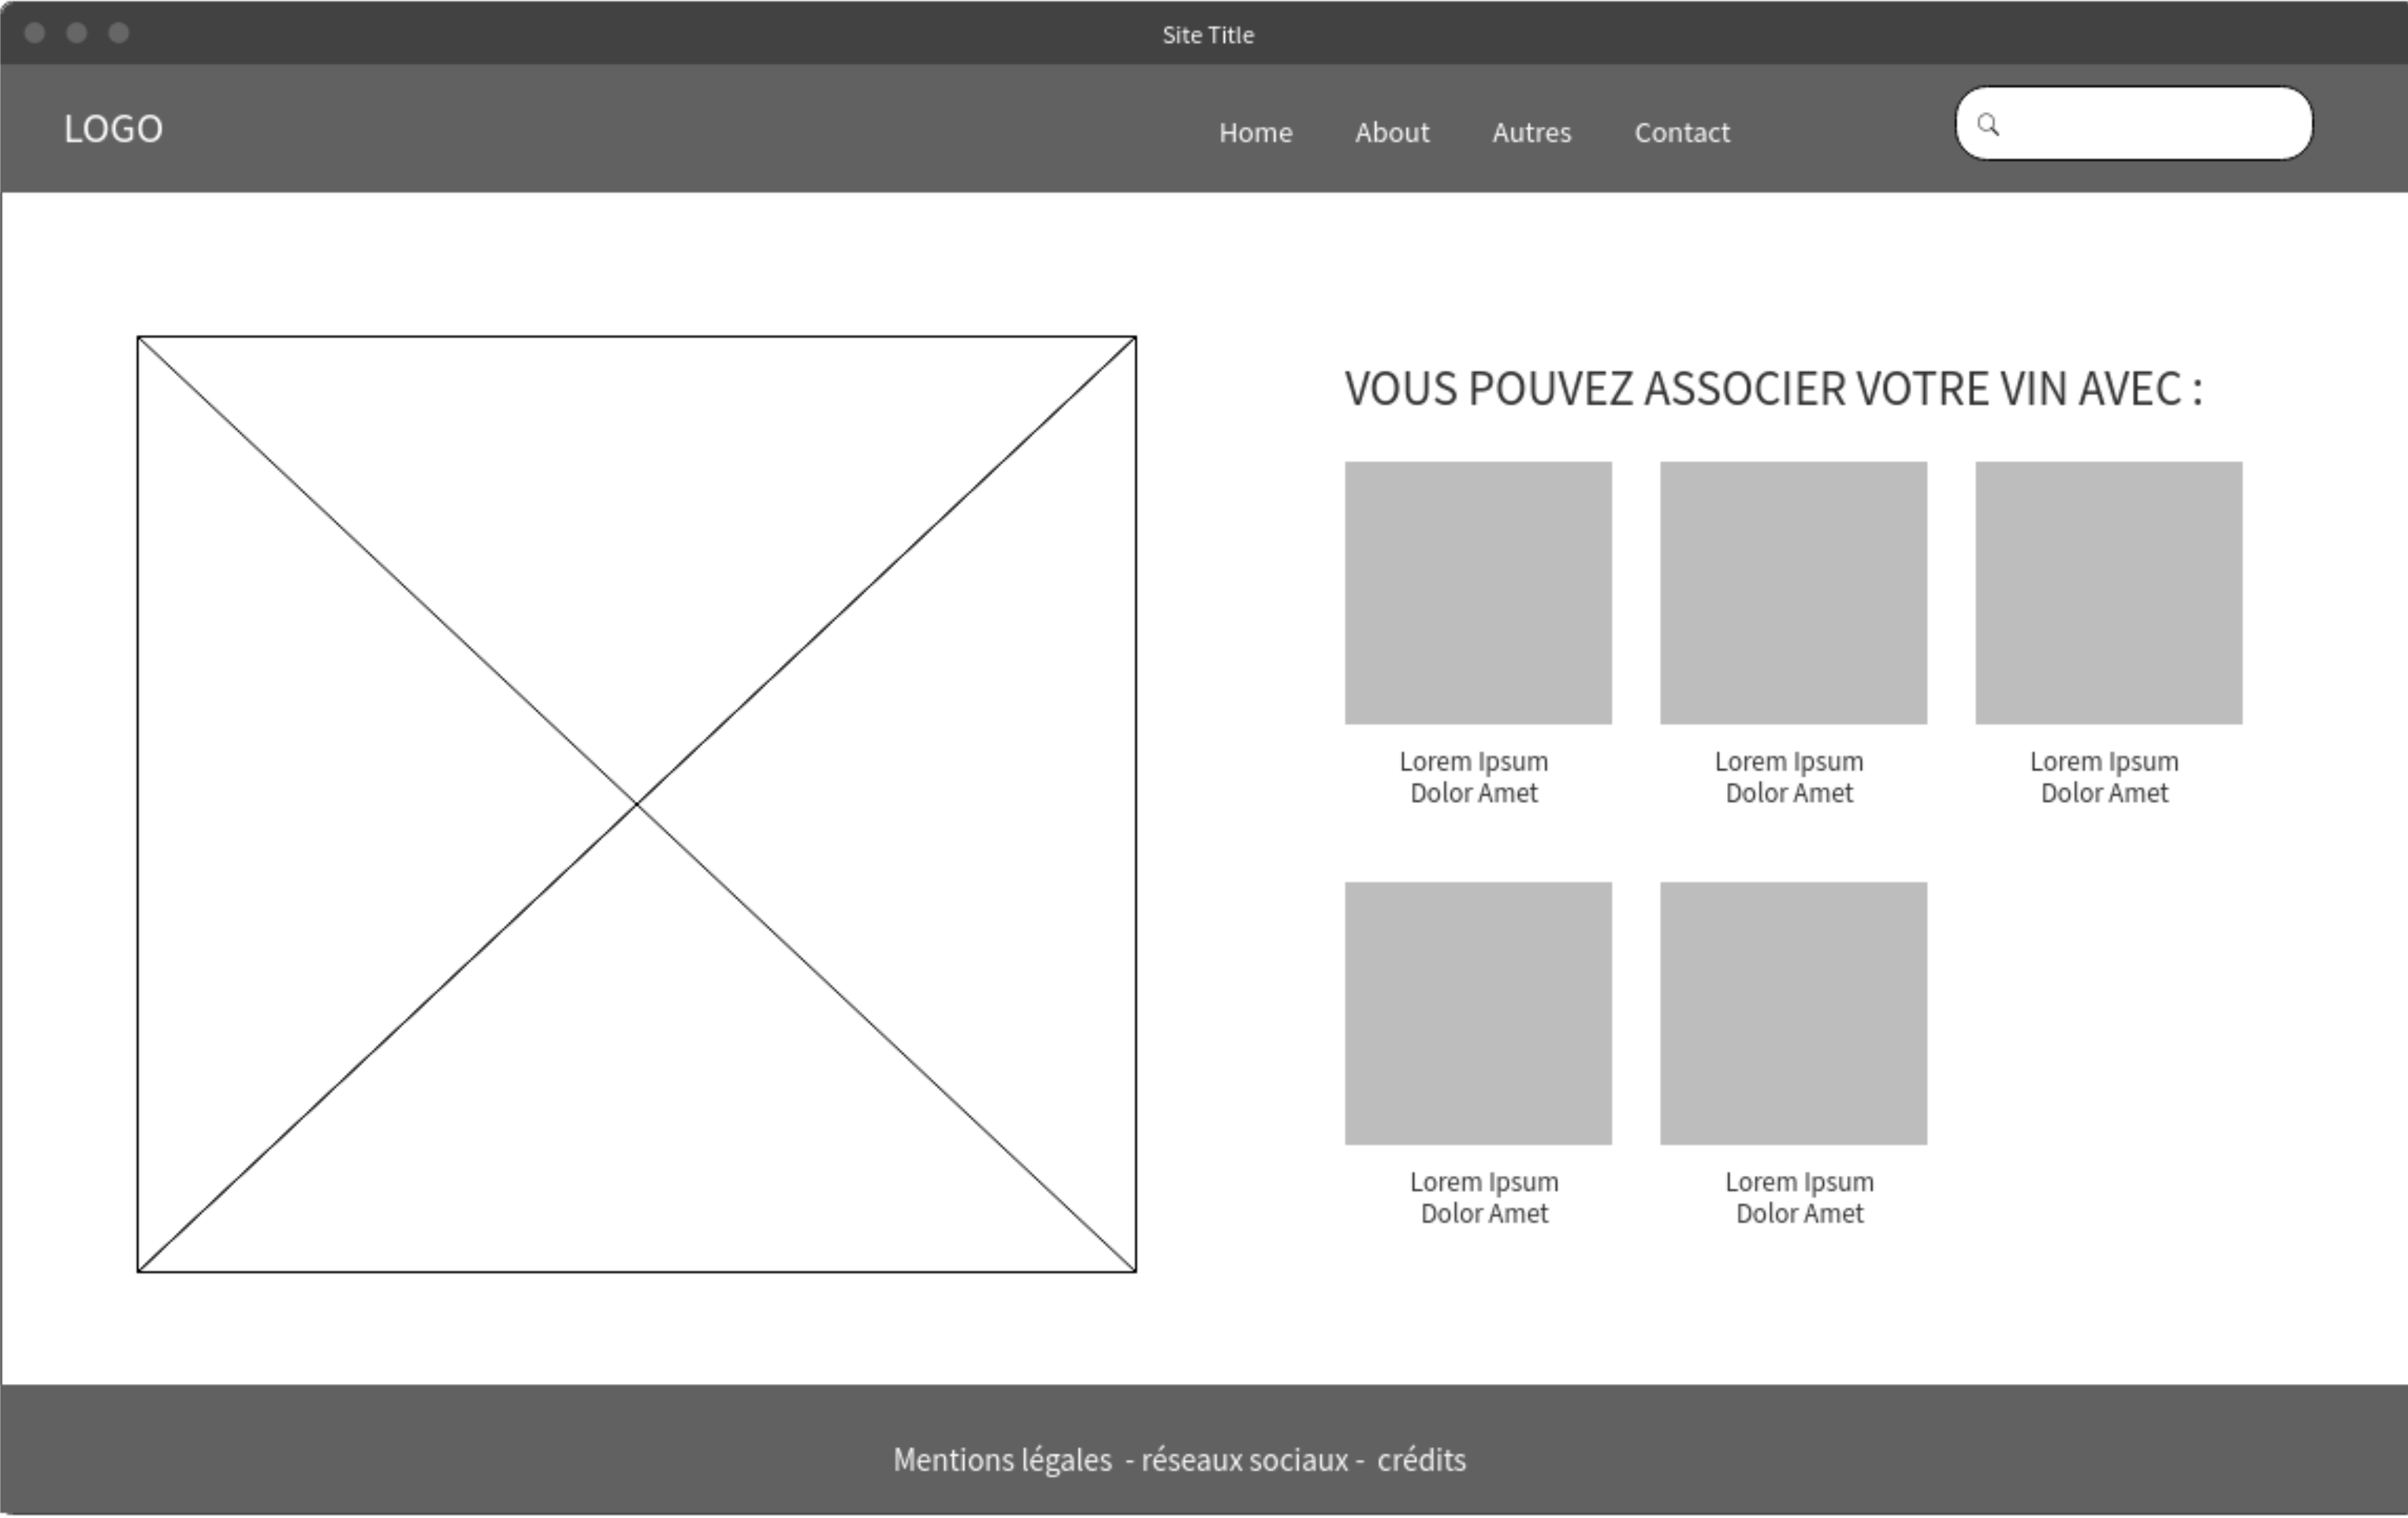 Site Title
LOGO
Home About Autres Contact
VOUS POUVEZ ASSOCIER VOTRE VIN AVEC :
Lorem Ipsum
Dolor Amet
Lorem Ipsum
Dolor Amet
Lorem Ipsum
Dolor Amet
Lorem Ipsum
Dolor Amet
Lorem Ipsum
Dolor Amet
Mentions légales - réseaux sociaux - crédits